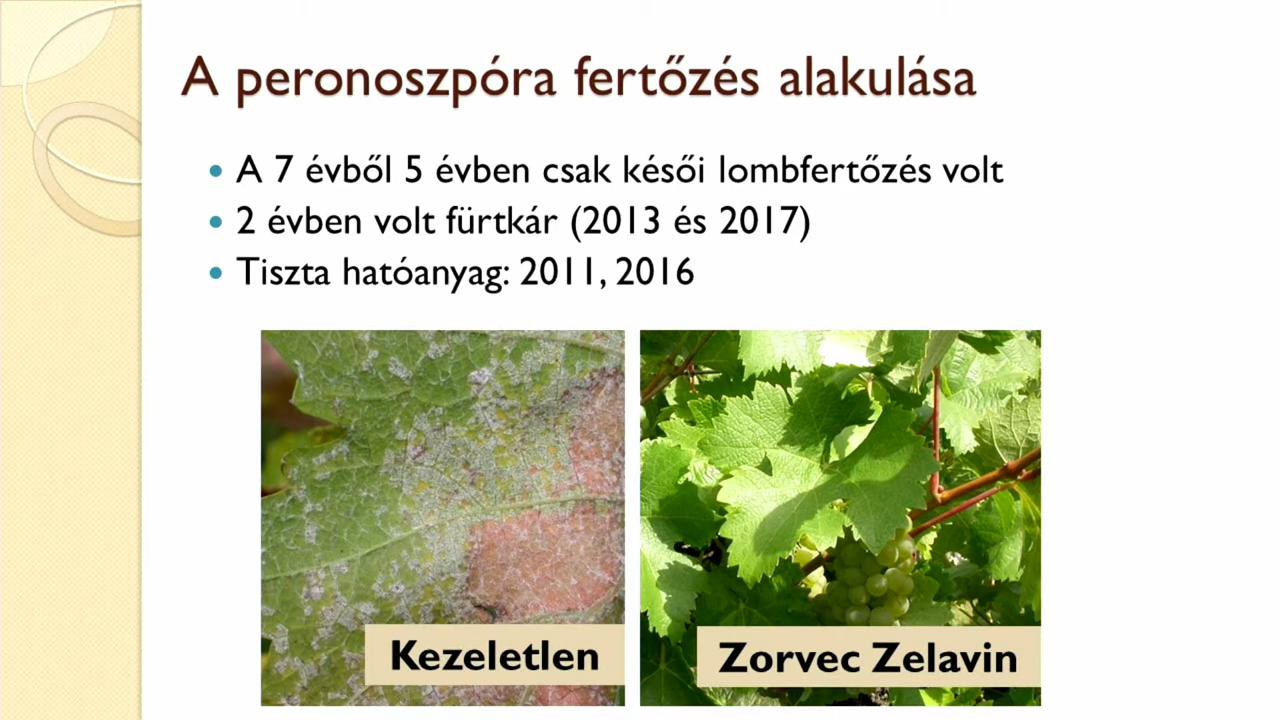 A peronoszpóra fertőzés alakulása
• A 7 évből 5 évben csak késői lombfertőzés volt
• 2 évben volt fürtkár (2013 és 2017)
• Tiszta hatóanyag: 2011, 2016
Kezeletlen
Zorvec Zelavin